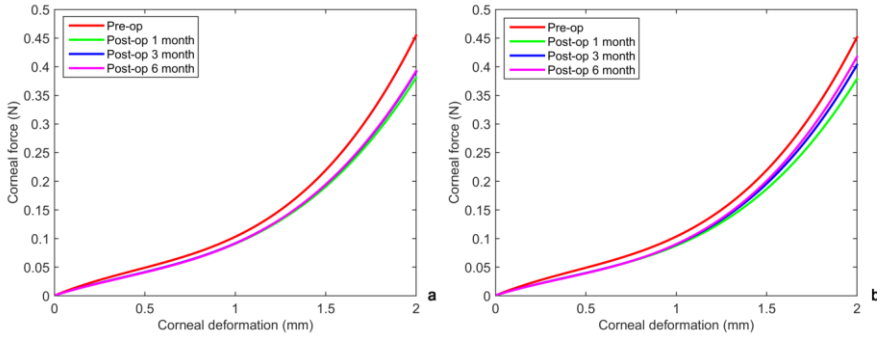 0.5
0.45
0.4
0.35
0.3
0.25
0.2
0.15
0.1
0.05
0
Corneal force (N)
Pre-op
Post-op 1 month
Post-op 3 month
Post-op 6 month
0 0.5 1 1.5 2
Corneal deformation (mm)
a
0.5
0.45
0.4
0.35
0.3
0.25
0.2
0.15
0.1
0.05
0
Corneal force (N)
Pre-op
Post-op 1 month
Post-op 3 month
Post-op 6 month
0 0.5 1 1.5 2
Corneal deformation (mm)
b